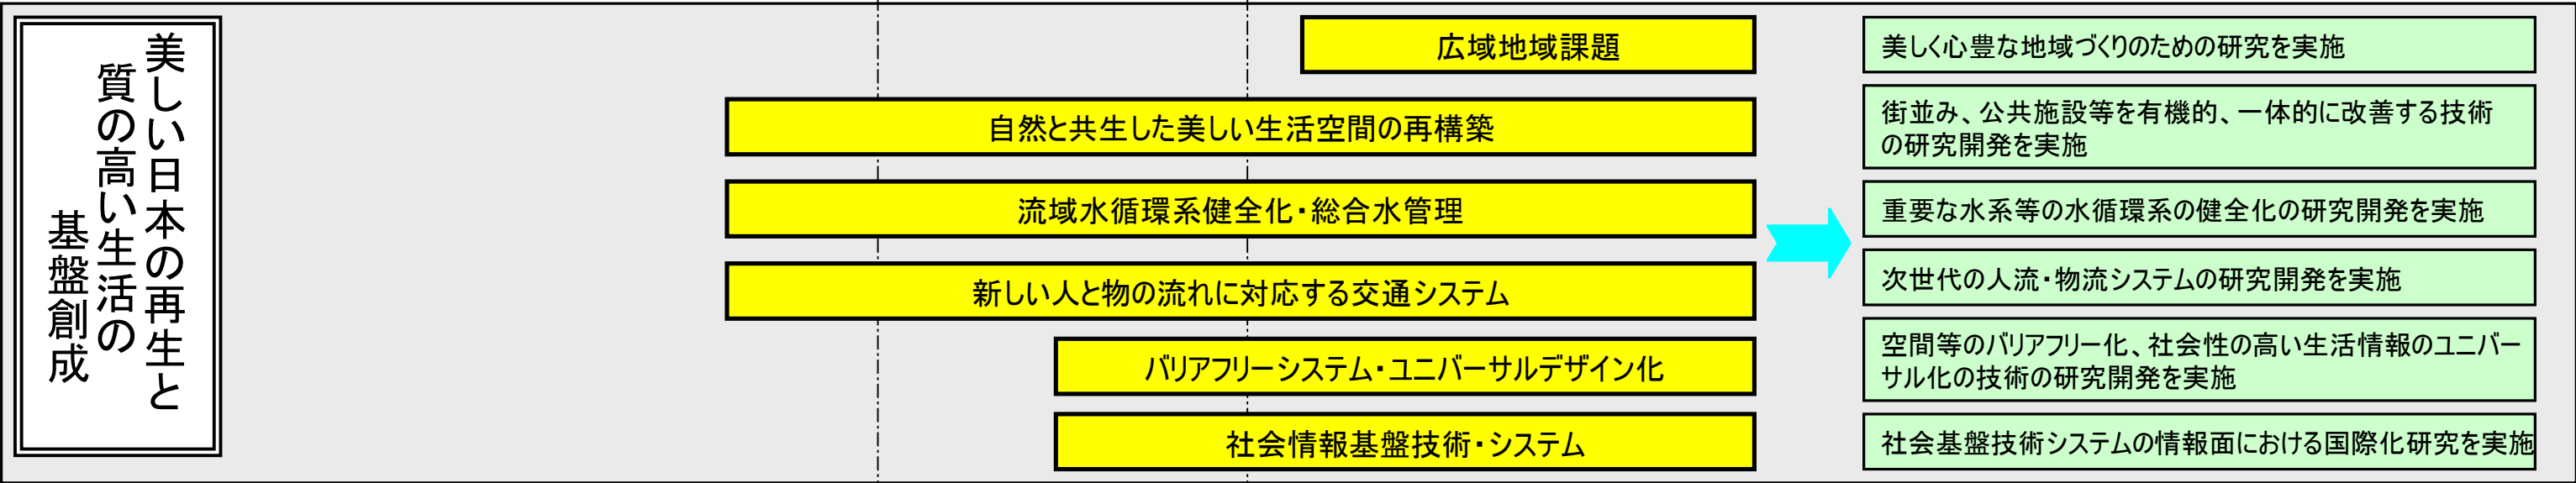 美しい日本の再生と
質の高い生活の
基盤創成
広域地域課題
美しく心豊な地域づくりのための研究を実施
自然と共生した美しい生活空間の再構築
街並み、公共施設等を有機的、一体的に改善する技術
の研究開発を実施
流域水循環系健全化・総合水管理
重要な水系等の水循環系の健全化の研究開発を実施
新しい人と物の流れに対応する交通システム
次世代の人流・物流システムの研究開発を実施
バリアフリーシステム・ユニバーサルデザイン化
空間等のバリアフリー化、社会性の高い生活情報のユニバー
サル化の技術の研究開発を実施
社会情報基盤技術・システム
社会基盤技術システムの情報面における国際化研究を実施